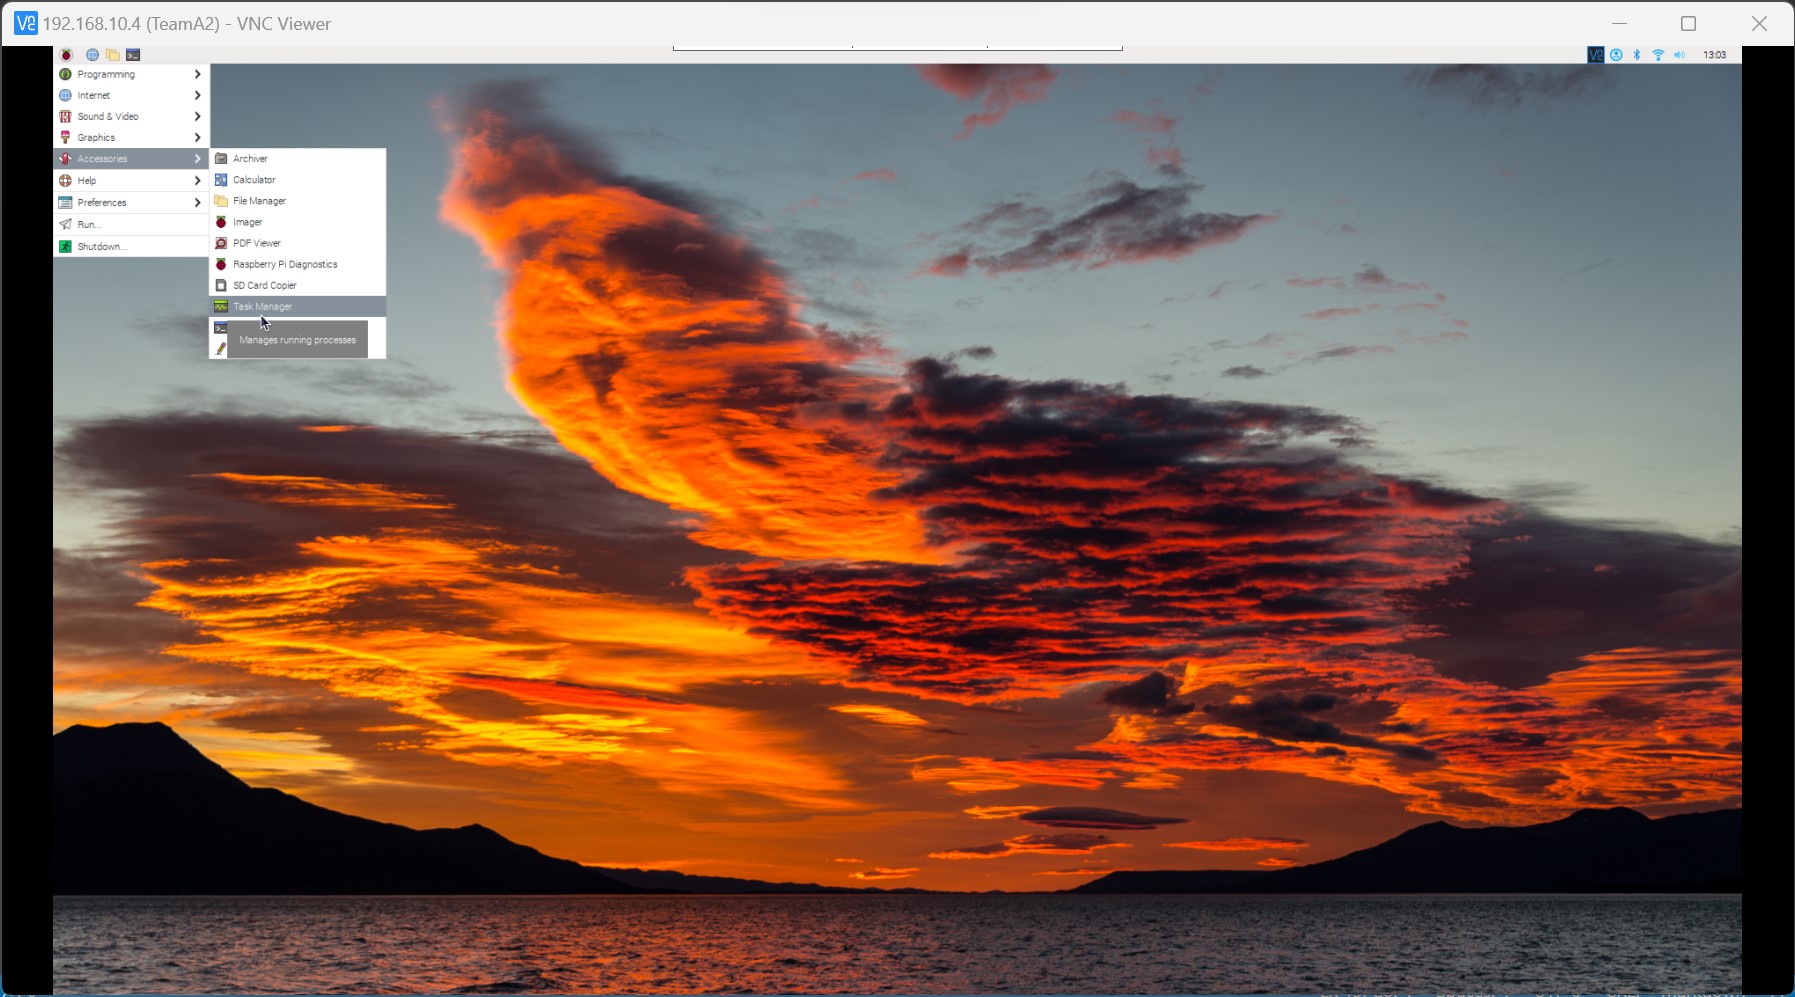 192.168.10.4 (TeamA2) - VNC Viewer
13:03
Programming
Internet
Sound & Video
Graphics
Accessories
Help
Preferences
Run...
Shutdown...
Archiver
Calculator
File Manager
Imager
PDF Viewer
Raspberry Pi Diagnostics
SD Card Copier
Task Manager
Manages running processes